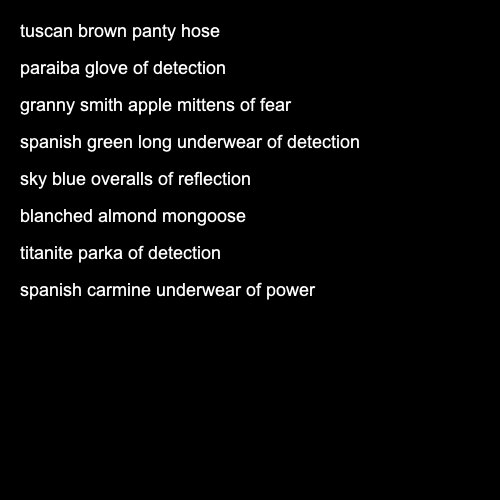 tuscan brown panty hose
paraiba glove of detection
granny smith apple mittens of fear
spanish green long underwear of detection
sky blue overalls of reflection
blanched almond mongoose
titanite parka of detection
spanish carmine underwear of power